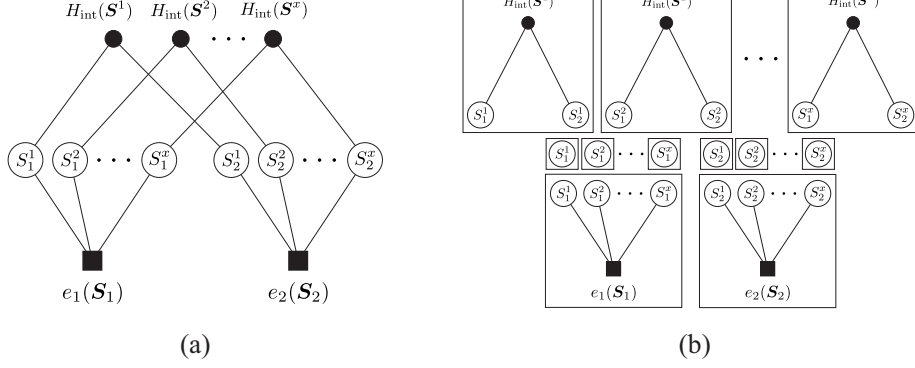 H_int(S^1) H_int(S^2) · · · H_int(S^x)
S_1^1 S_1^2 · · · S_1^x S_2^1 S_2^2 · · · S_2^x
e_1(S_1) e_2(S_2)
(a)
· · ·
S_1^1 S_2^1 S_1^2 S_2^2 S_1^x S_2^x
S_1^1 S_1^2 · · · S_1^x S_2^1 S_2^2 · · · S_2^x
S_1^1 S_1^2 · · · S_1^x S_2^1 S_2^2 · · · S_2^x
e_1(S_1) e_2(S_2)
(b)